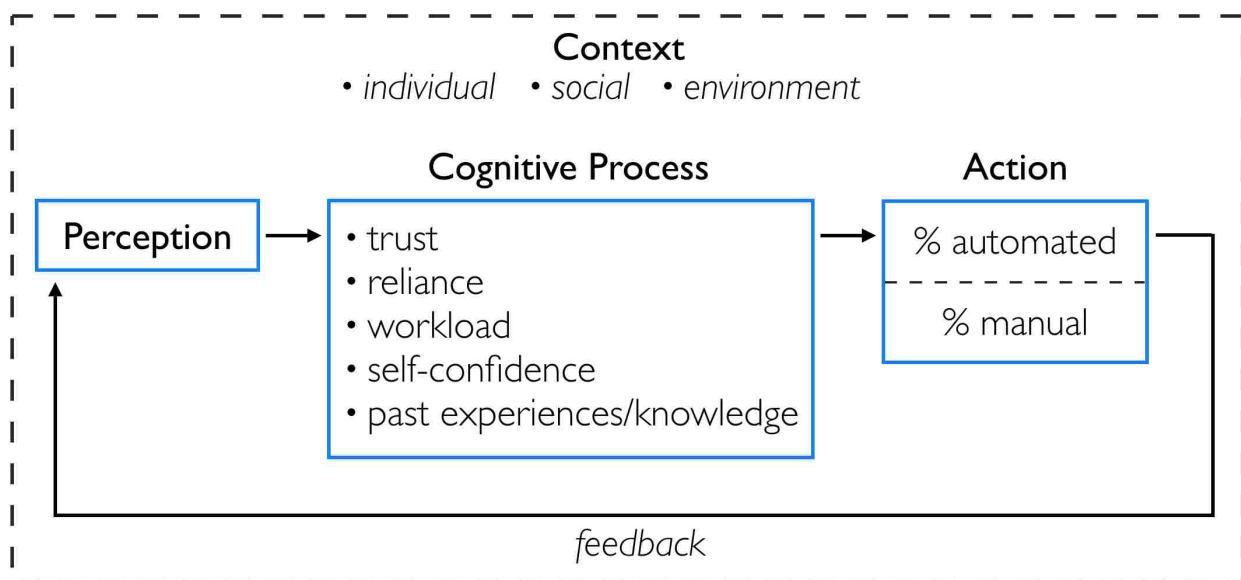 Context
• individual • social • environment
Cognitive Process
Action
Perception
• trust
• reliance
• workload
• self-confidence
• past experiences/knowledge
% automated
% manual
feedback